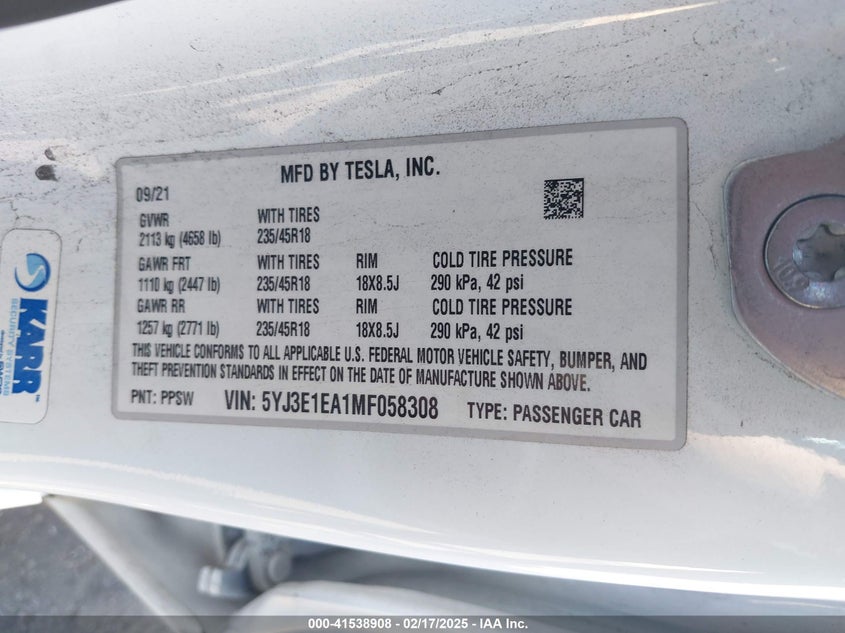 MFD BY TESLA, INC.
09/21
GVWR WITH TIRES
2113 kg (4658 lb) 235/45R18
GAWR FRT WITH TIRES RIM COLD TIRE PRESSURE
1110 kg (2447 lb) 235/45R18 18X8.5J 290 kPa, 42 psi
GAWR RR WITH TIRES RIM COLD TIRE PRESSURE
1257 kg (2771 lb) 235/45R18 18X8.5J 290 kPa, 42 psi
THIS VEHICLE CONFORMS TO ALL APPLICABLE U.S. FEDERAL MOTOR VEHICLE SAFETY, BUMPER, AND
THEFT PREVENTION STANDARDS IN EFFECT ON THE DATE OF MANUFACTURE SHOWN ABOVE.
PNT: PPSW VIN: 5YJ3E1EA1MF058308 TYPE: PASSENGER CAR
KARR
SECURITY SYSTEMS
000-41538908 - 02/17/2025 - IAA Inc.